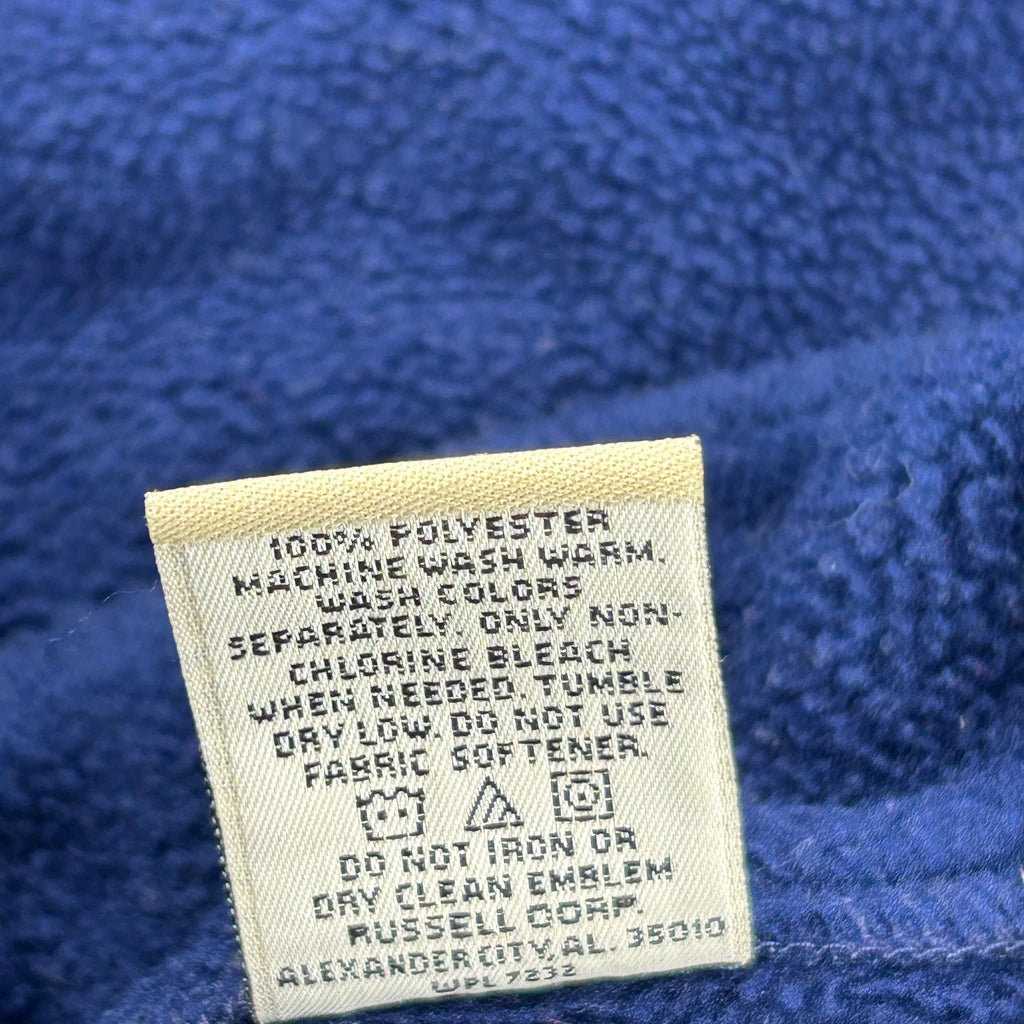 100% POLYESTER
MACHINE WASH WARM.
WASH COLORS
SEPARATELY. ONLY NON-
CHLORINE BLEACH
WHEN NEEDED. TUMBLE
DRY LOW. DO NOT USE
FABRIC SOFTENER.
DO NOT IRON OR
DRY CLEAN EMBLEM
RUSSELL CORP.
ALEXANDER CITY, AL. 35010
WPL 7232